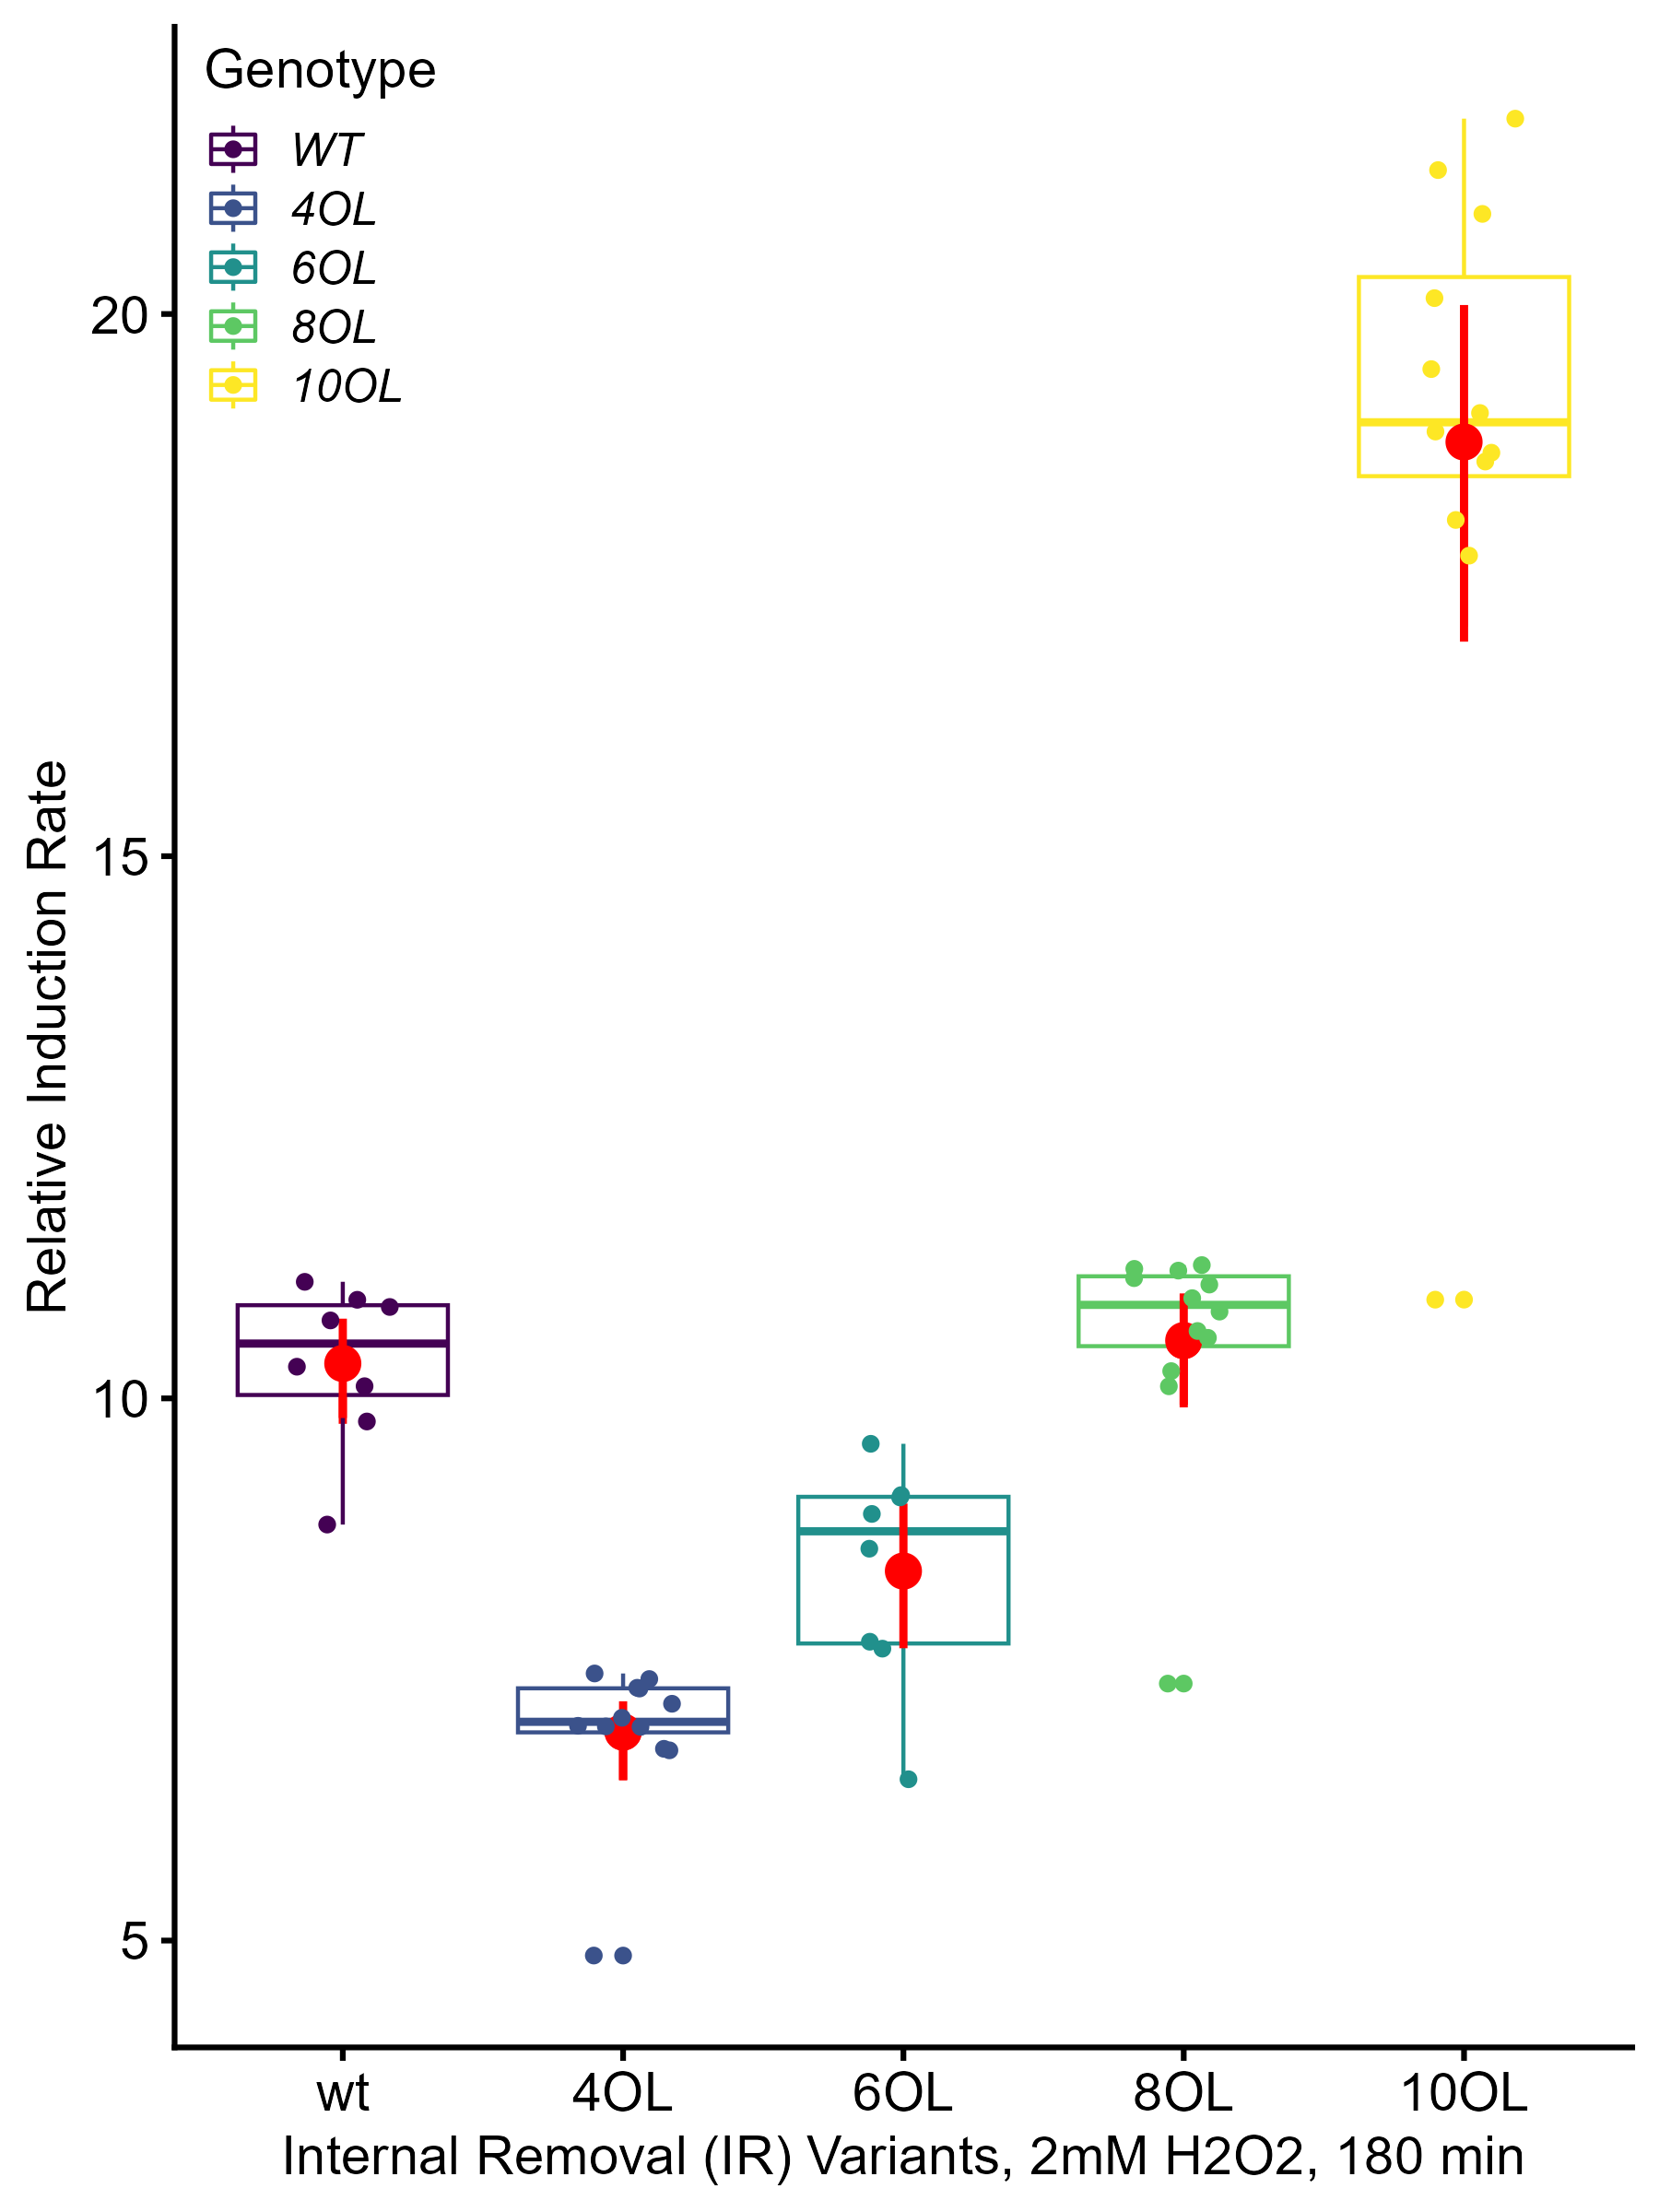 Genotype
WT
4OL
6OL
8OL
10OL
20
15
10
5
Relative Induction Rate
wt 4OL 6OL 8OL 10OL
Internal Removal (IR) Variants, 2mM H2O2, 180 min